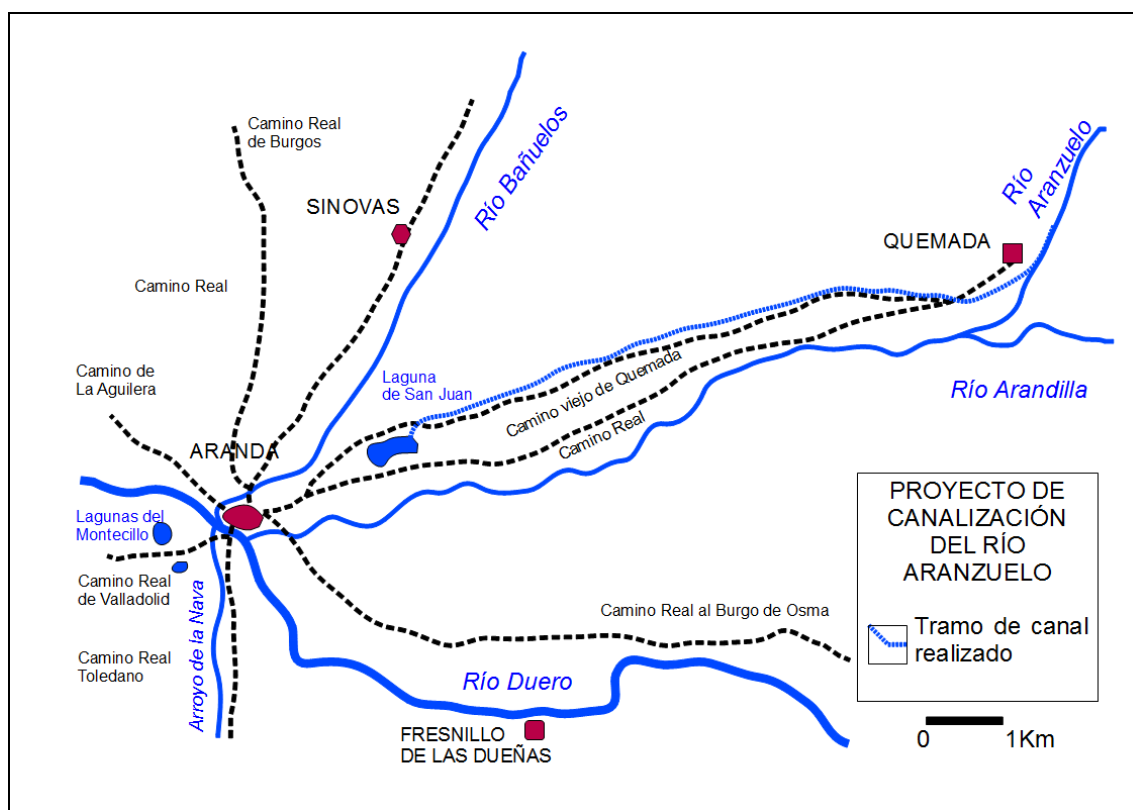 Camino Real
de Burgos
Río Bañuelos
SINOVAS
Río
Aranzuelo
QUEMADA
Camino Real
Camino de
La Aguilera
Laguna
de San Juan
Camino viejo de Quemada
Río Arandilla
Camino Real
ARANDA
Lagunas del
Montecillo
Camino Real
de Valladolid
Arroyo de la Nava
Camino Real
Toledano
Camino Real al Burgo de Osma
Río Duero
FRESNILLO
DE LAS DUEÑAS
PROYECTO DE
CANALIZACIÓN
DEL RÍO
ARANZUELO
Tramo de canal
realizado
0 1Km